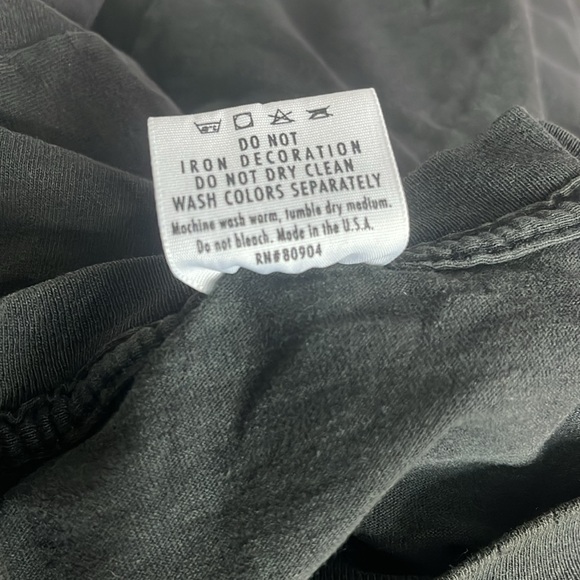 DO NOT
IRON DECORATION
DO NOT DRY CLEAN
WASH COLORS SEPARATELY
Machine wash warm, tumble dry medium.
Do not bleach. Made in the U.S.A.
RN#80904